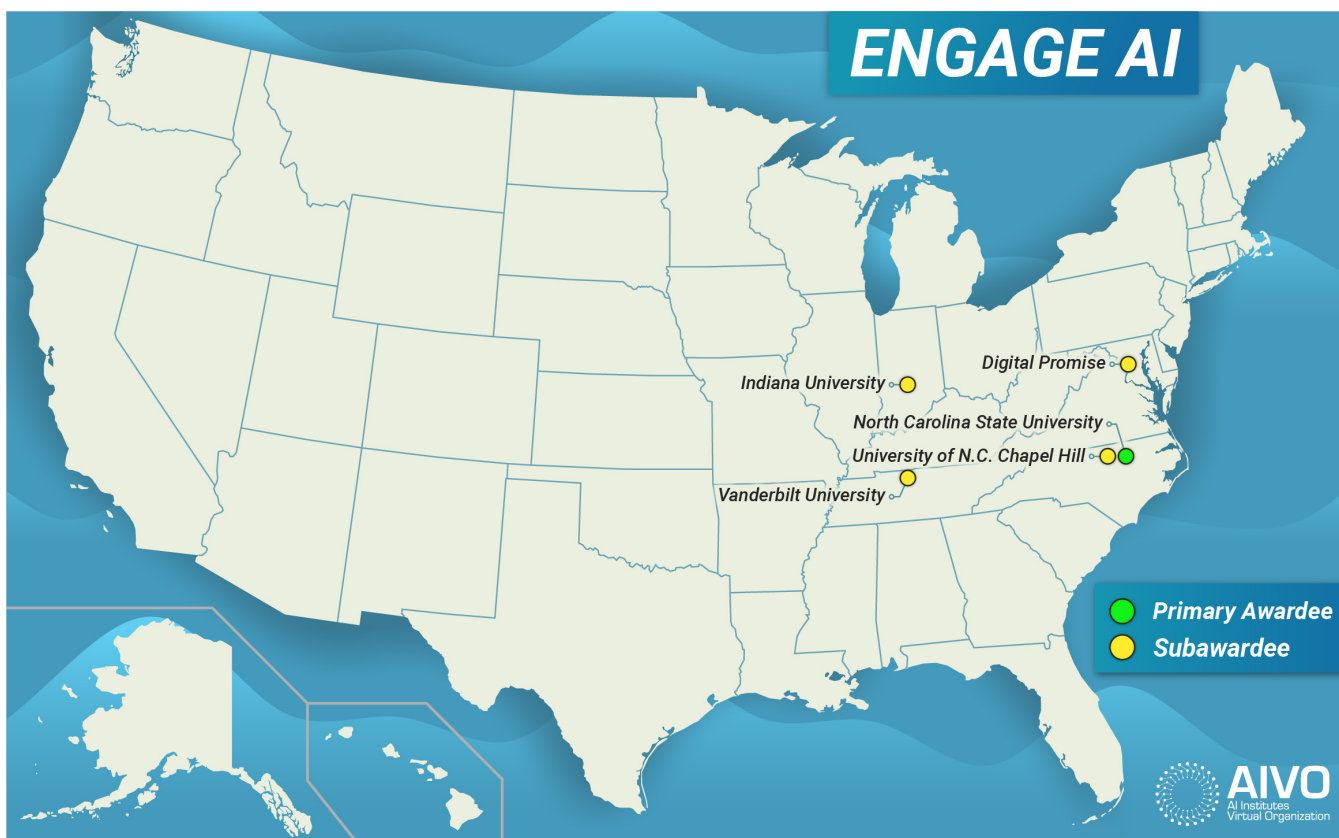 ENGAGE AI
Digital Promise
Indiana University
North Carolina State University
University of N.C. Chapel Hill
Vanderbilt University
Primary Awardee
Subawardee
AIVO
AI Institutes
Virtual Organization